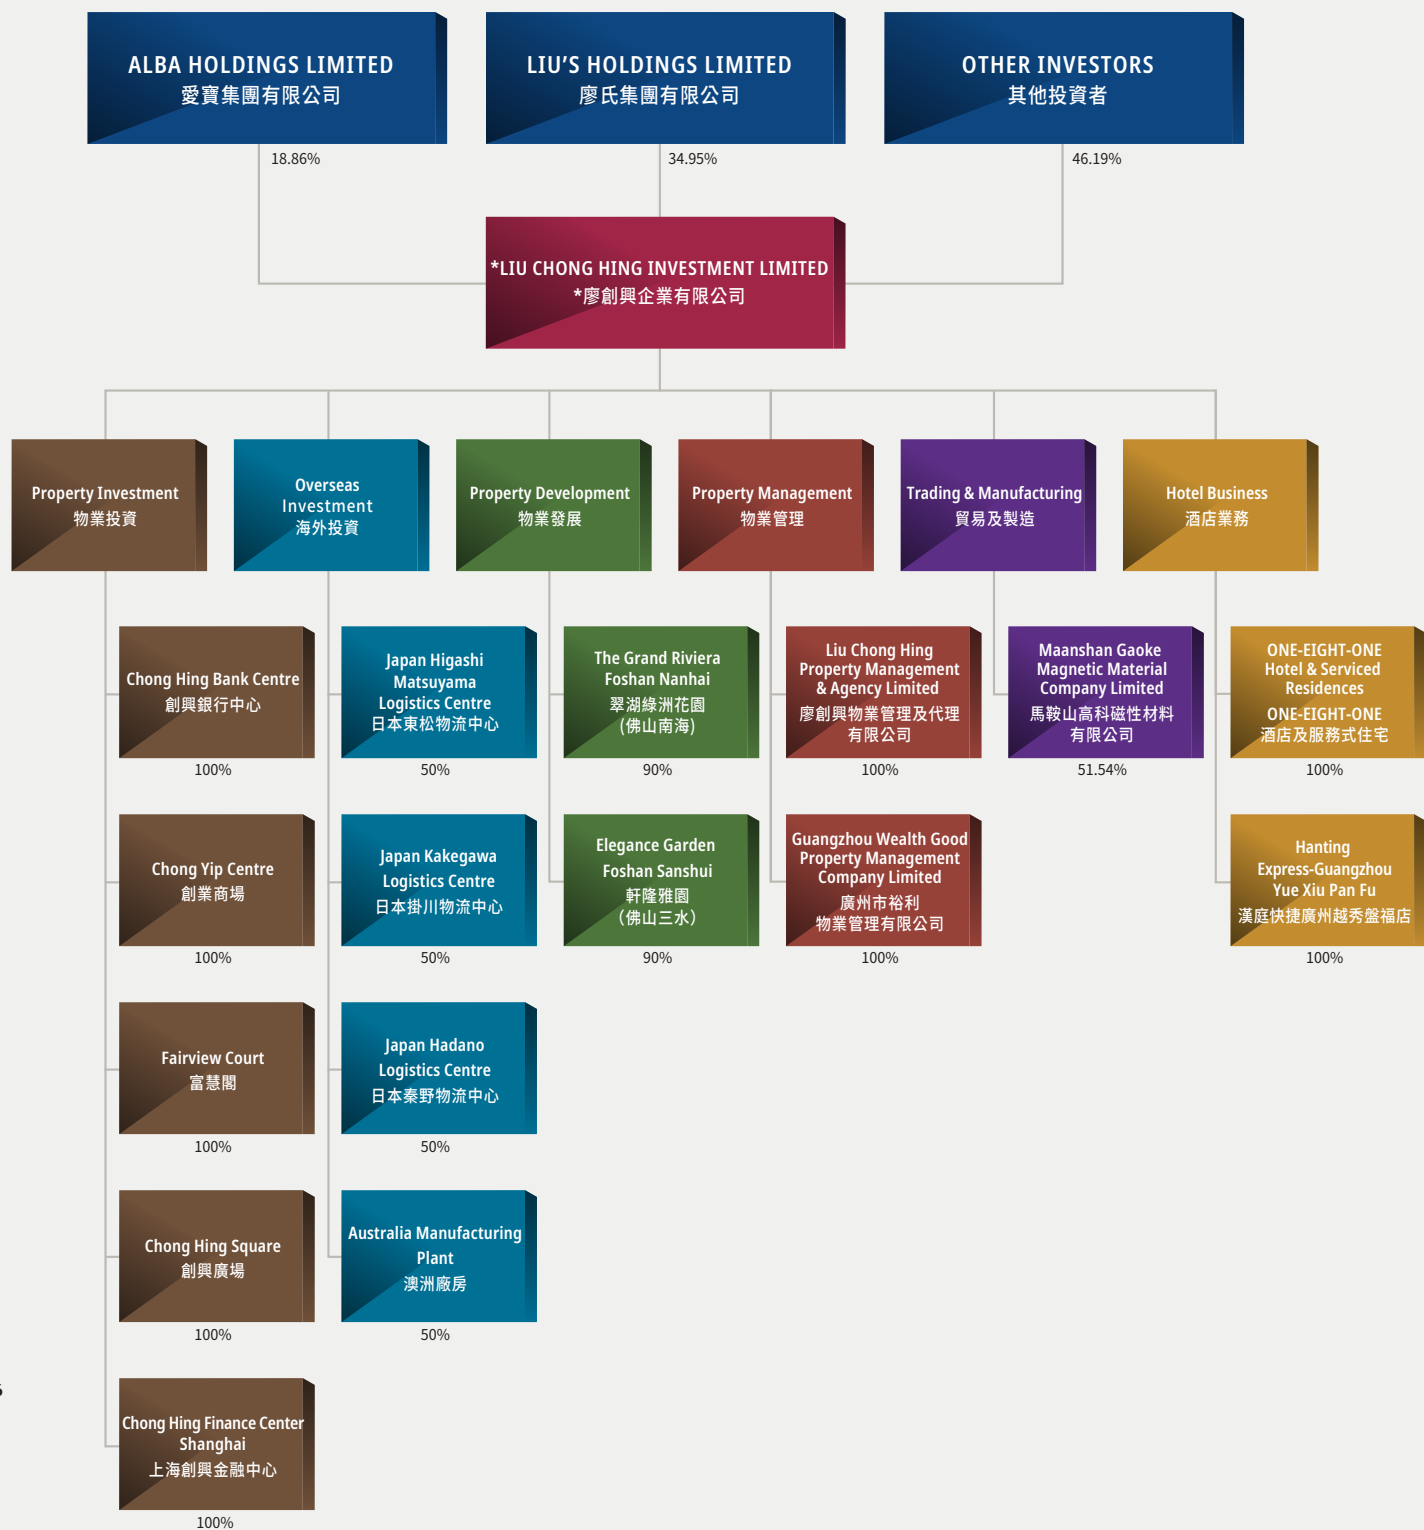 ALBA HOLDINGS LIMITED
愛寶集團有限公司
18.86%
LIU’S HOLDINGS LIMITED
廖氏集團有限公司
34.95%
OTHER INVESTORS
其他投資者
46.19%
*LIU CHONG HING INVESTMENT LIMITED
*廖創興企業有限公司
Property Investment
物業投資
Overseas
Investment
海外投資
Property Development
物業發展
Property Management
物業管理
Trading & Manufacturing
貿易及製造
Hotel Business
酒店業務
Chong Hing Bank Centre
創興銀行中心
100%
Japan Higashi
Matsuyama
Logistics Centre
日本東松物流中心
50%
The Grand Riviera
Foshan Nanhai
翠湖綠洲花園
(佛山南海)
90%
Liu Chong Hing
Property Management
& Agency Limited
廖創興物業管理及代理
有限公司
100%
Maanshan Gaoke
Magnetic Material
Company Limited
馬鞍山高科磁性材料
有限公司
51.54%
ONE-EIGHT-ONE
Hotel & Serviced
Residences
ONE-EIGHT-ONE
酒店及服務式住宅
100%
Chong Yip Centre
創業商場
100%
Japan Kakegawa
Logistics Centre
日本掛川物流中心
50%
Elegance Garden
Foshan Sanshui
軒隆雅園
（佛山三水）
90%
Guangzhou Wealth Good
Property Management
Company Limited
廣州市裕利
物業管理有限公司
100%
Hanting
Express-Guangzhou
Yue Xiu Pan Fu
漢庭快捷廣州越秀盤福店
100%
Fairview Court
富慧閣
100%
Japan Hadano
Logistics Centre
日本秦野物流中心
50%
Chong Hing Square
創興廣場
100%
Australia Manufacturing
Plant
澳洲廠房
50%
Chong Hing Finance Center
Shanghai
上海創興金融中心
100%